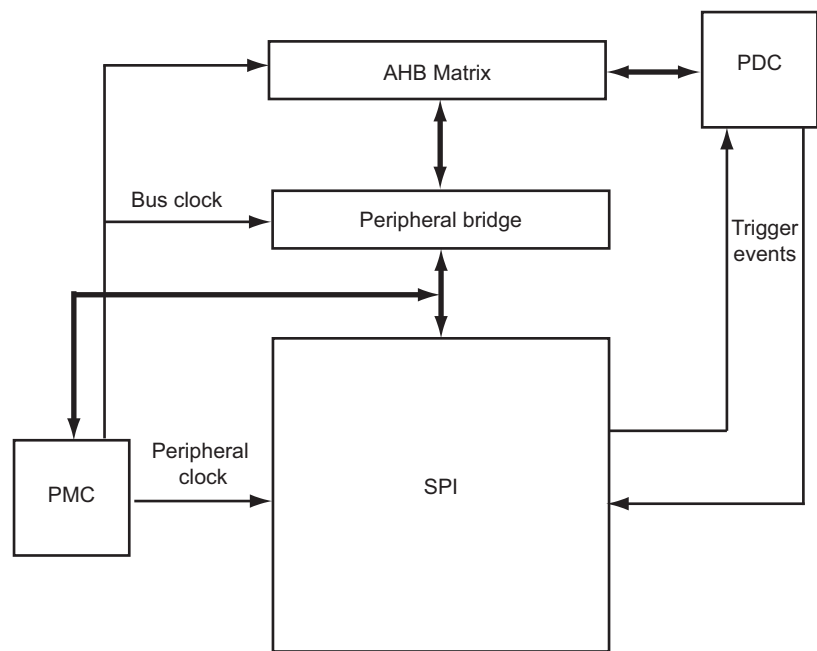 AHB Matrix
PDC
Bus clock
Peripheral bridge
Trigger
events
Peripheral
clock
PMC
SPI